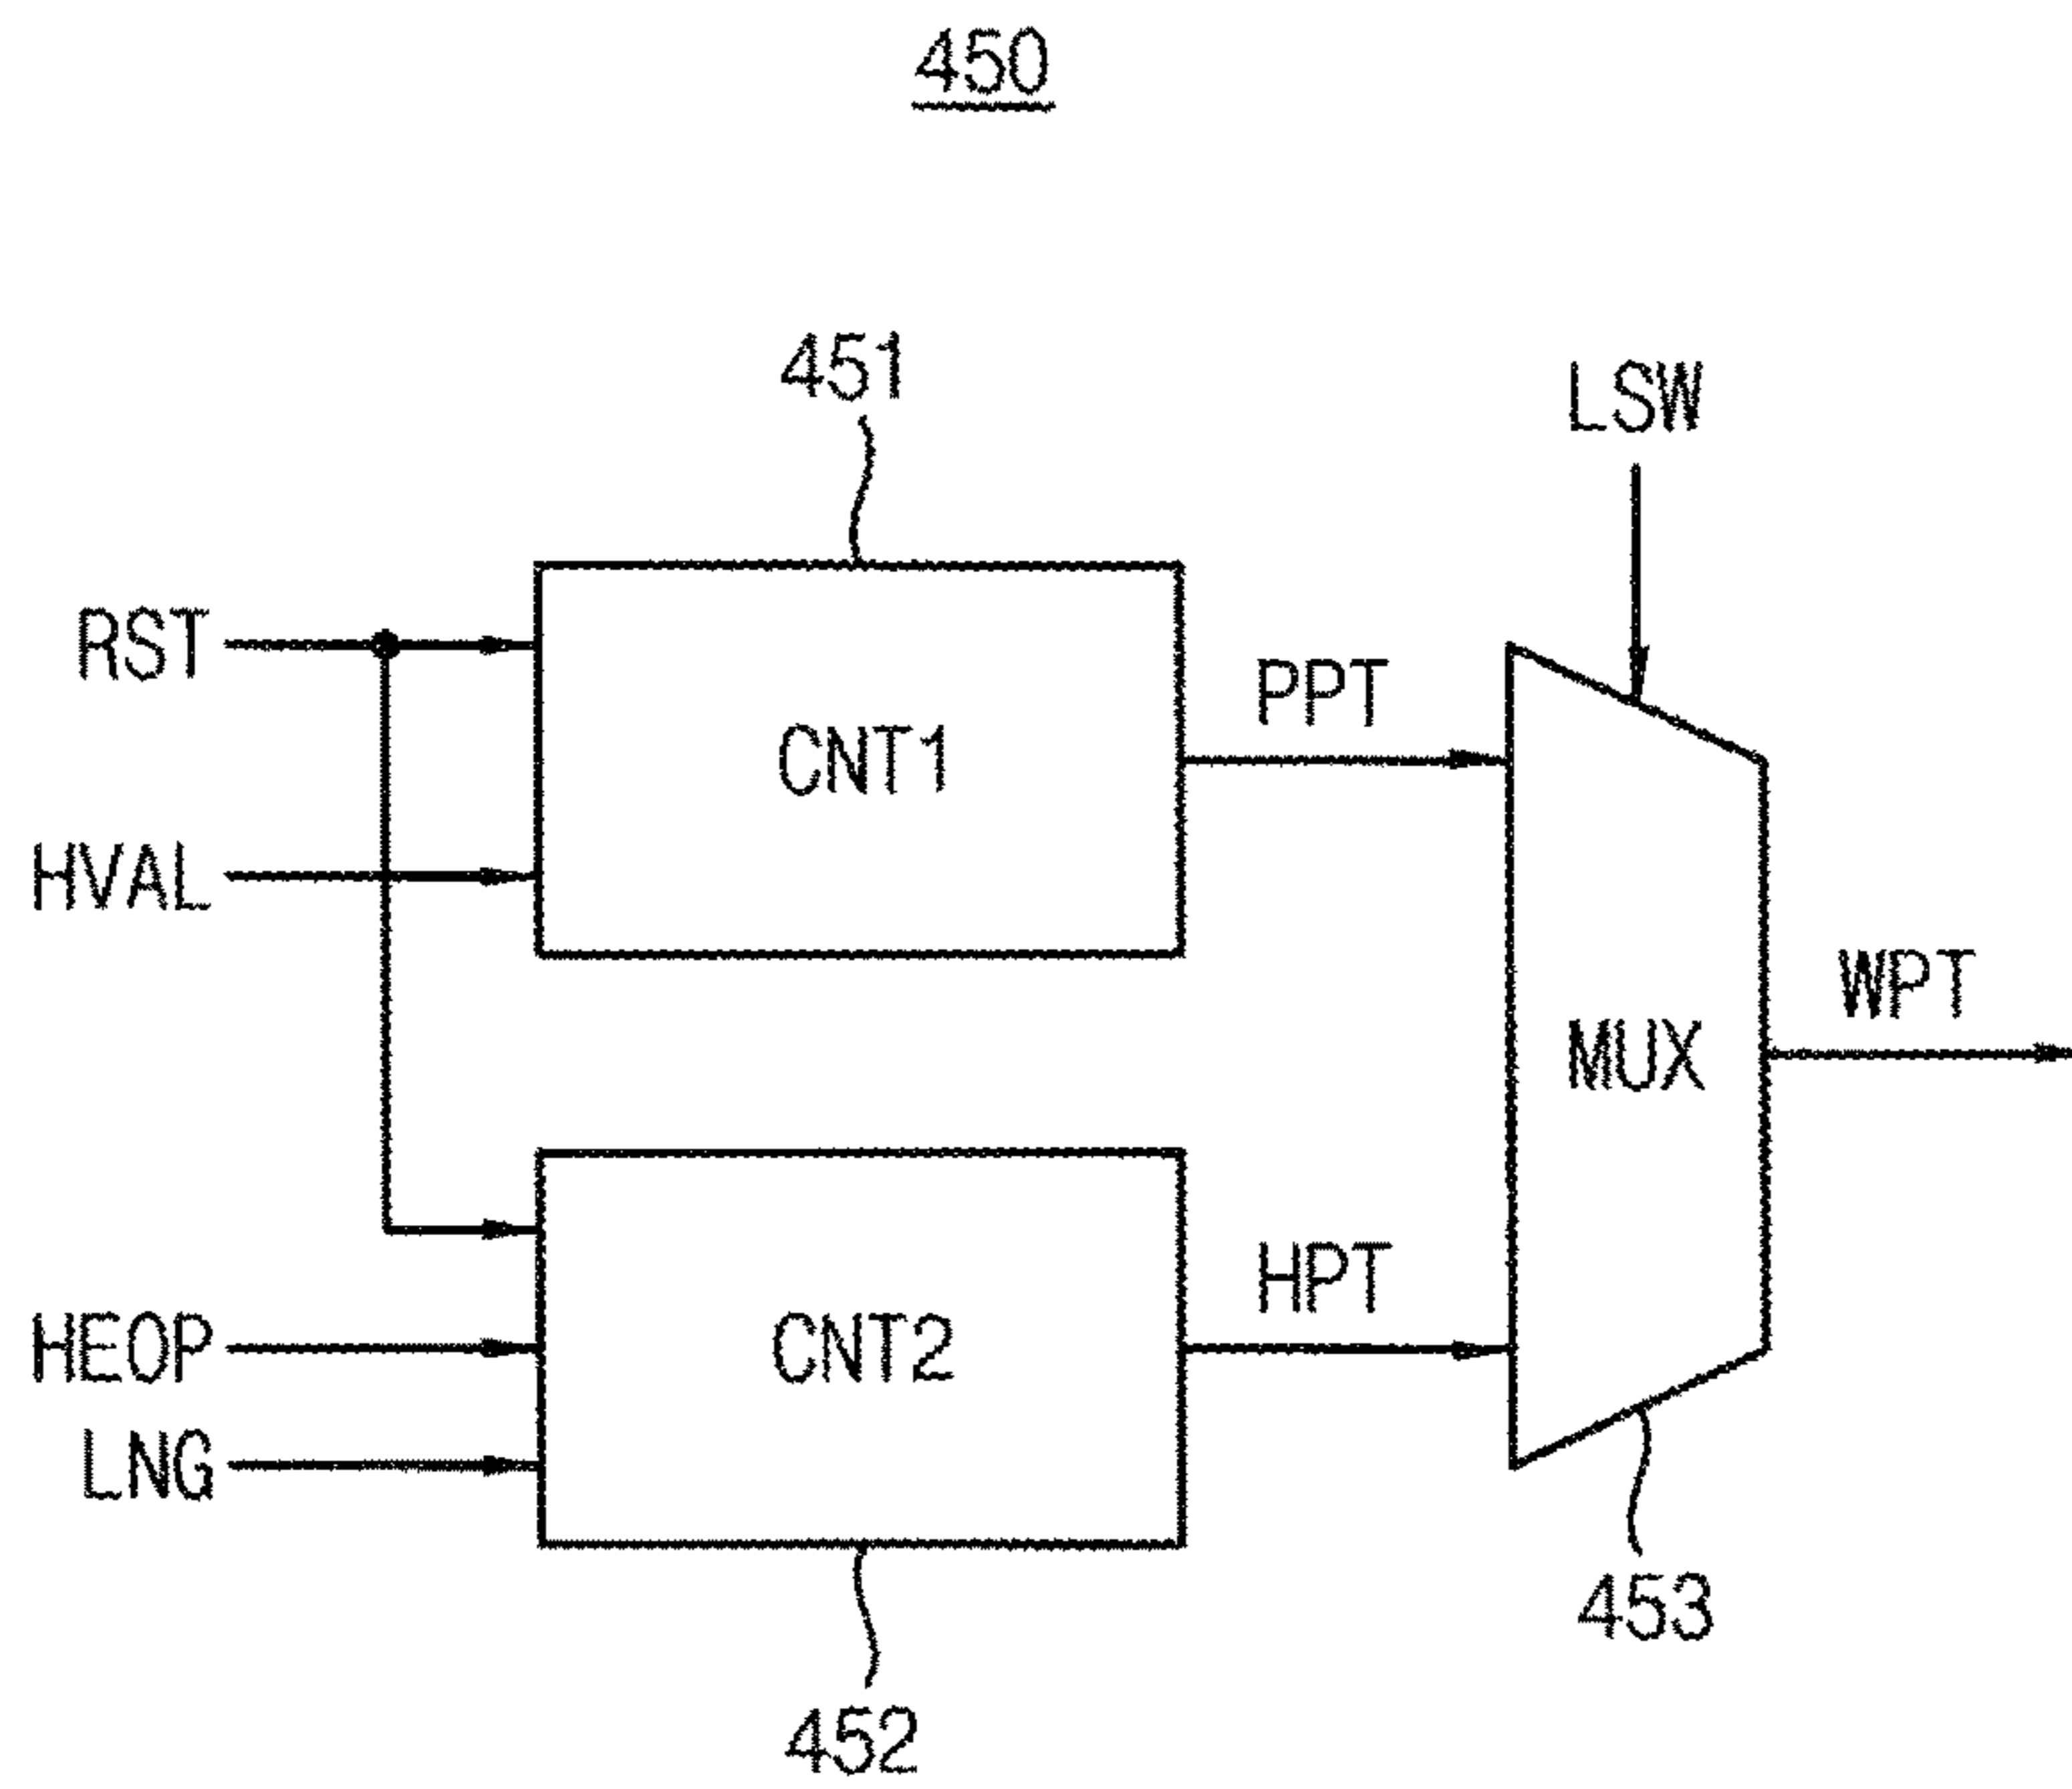 450
451
LSW
RST
PPT
CNT1
HVAL
WPT
MUX
HPT
HEOP
CNT2
LNG
453
452